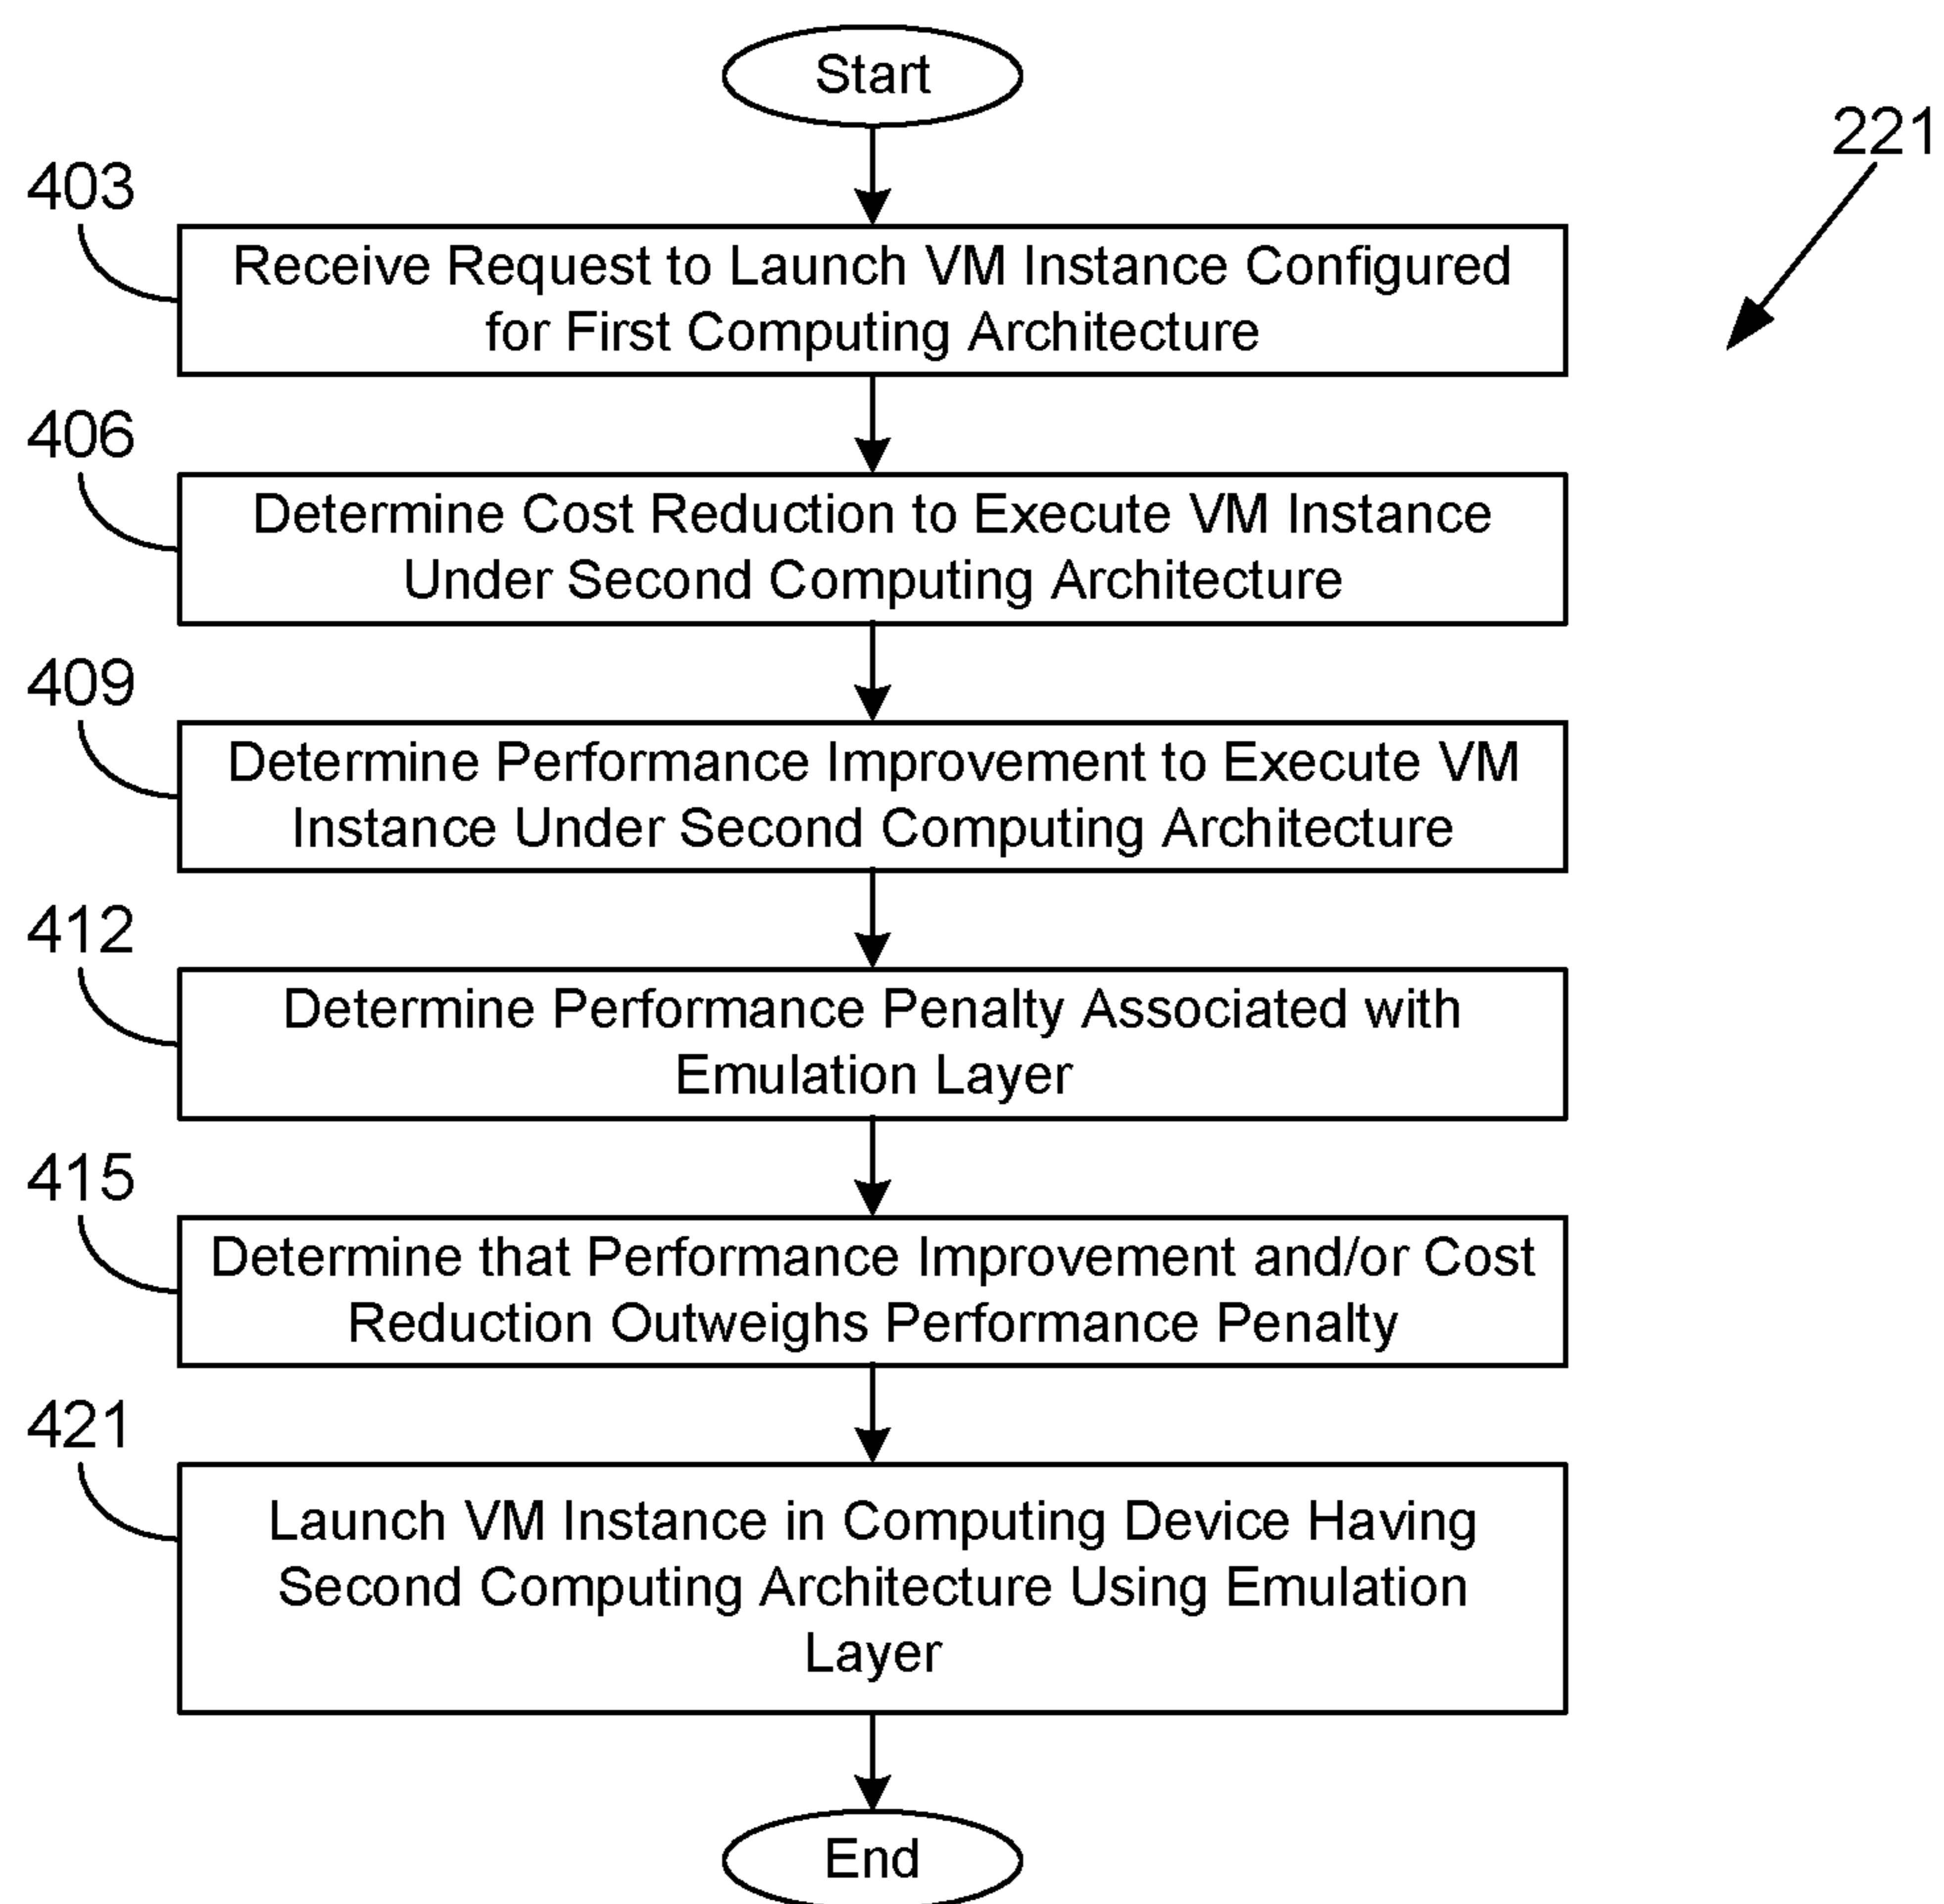 Start
221
403
Receive Request to Launch VM Instance Configured
for First Computing Architecture
406
Determine Cost Reduction to Execute VM Instance
Under Second Computing Architecture
409
Determine Performance Improvement to Execute VM
Instance Under Second Computing Architecture
412
Determine Performance Penalty Associated with
Emulation Layer
415
Determine that Performance Improvement and/or Cost
Reduction Outweighs Performance Penalty
421
Launch VM Instance in Computing Device Having
Second Computing Architecture Using Emulation
Layer
End